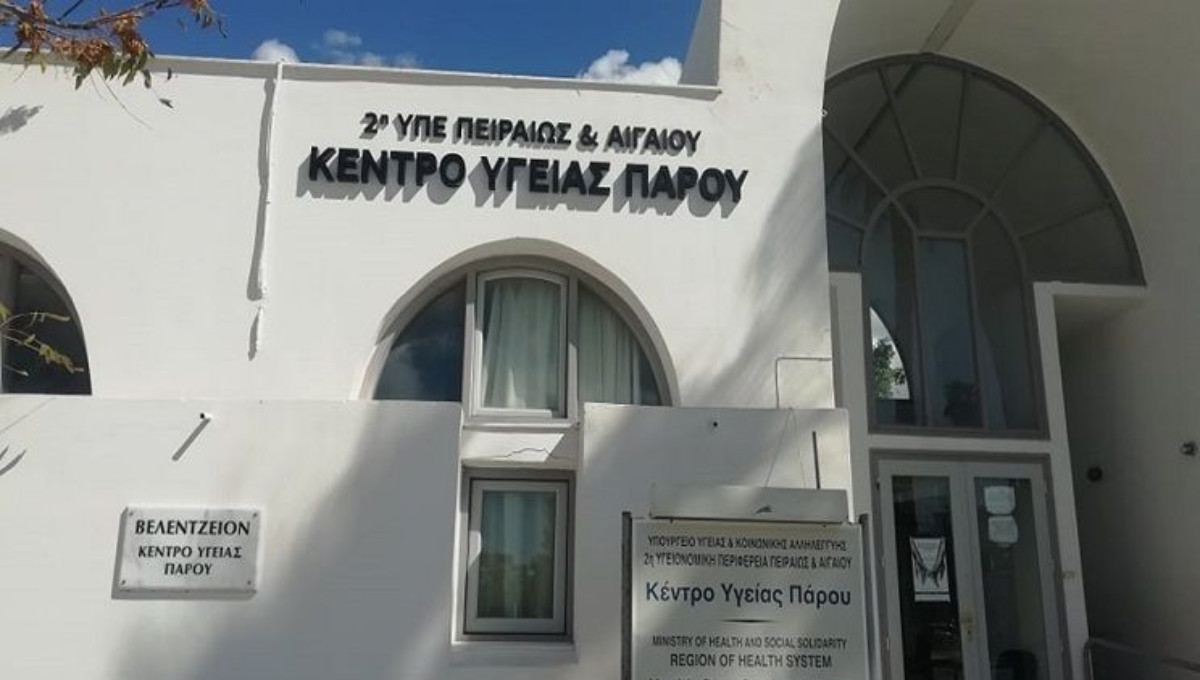 2η ΥΠΕ ΠΕΙΡΑΙΩΣ & ΑΙΓΑΙΟΥ
ΚΕΝΤΡΟ ΥΓΕΙΑΣ ΠΑΡΟΥ
ΒΕΛΕΝΤΖΕΙΟΝ
ΚΕΝΤΡΟ ΥΓΕΙΑΣ
ΠΑΡΟΥ
ΥΠΟΥΡΓΕΙΟ ΥΓΕΙΑΣ & ΚΟΙΝΩΝΙΚΗΣ ΑΛΛΗΛΕΓΓΥΗΣ
2η ΥΓΕΙΟΝΟΜΙΚΗ ΠΕΡΙΦΕΡΕΙΑ ΠΕΙΡΑΙΩΣ & ΑΙΓΑΙΟΥ
Κέντρο Υγείας Πάρου
MINISTRY OF HEALTH AND SOCIAL SOLIDARITY
REGION OF HEALTH SYSTEM